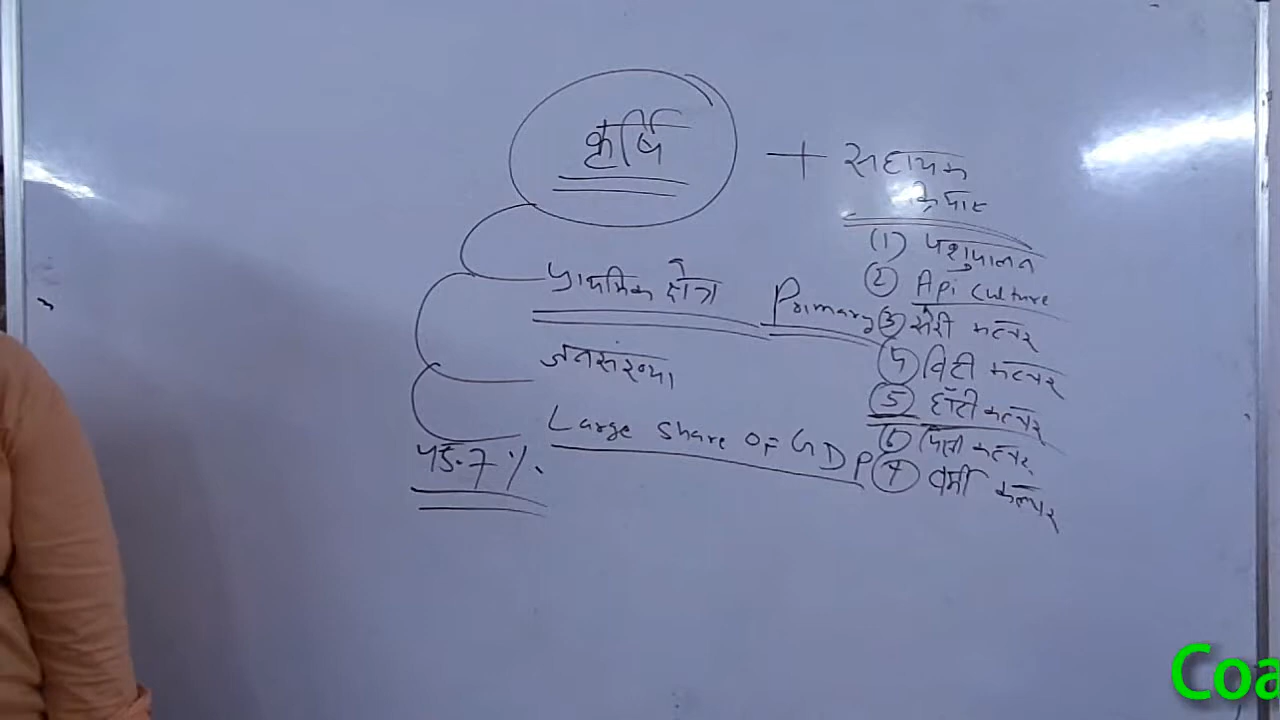 कृर्षि
+ सहायक
क्रियाएं
प्राथमिक क्षेत्र Primary
जनसंख्या
Large Share OF GDP
45.7%.
(1) पशुपालन
(2) Api culture
(3) सेरी कल्चर
(4) विटी कल्चर
(5) हॉर्टी कल्चर
(6) पिसी कल्चर
(7) वर्मी कल्चर
Coa